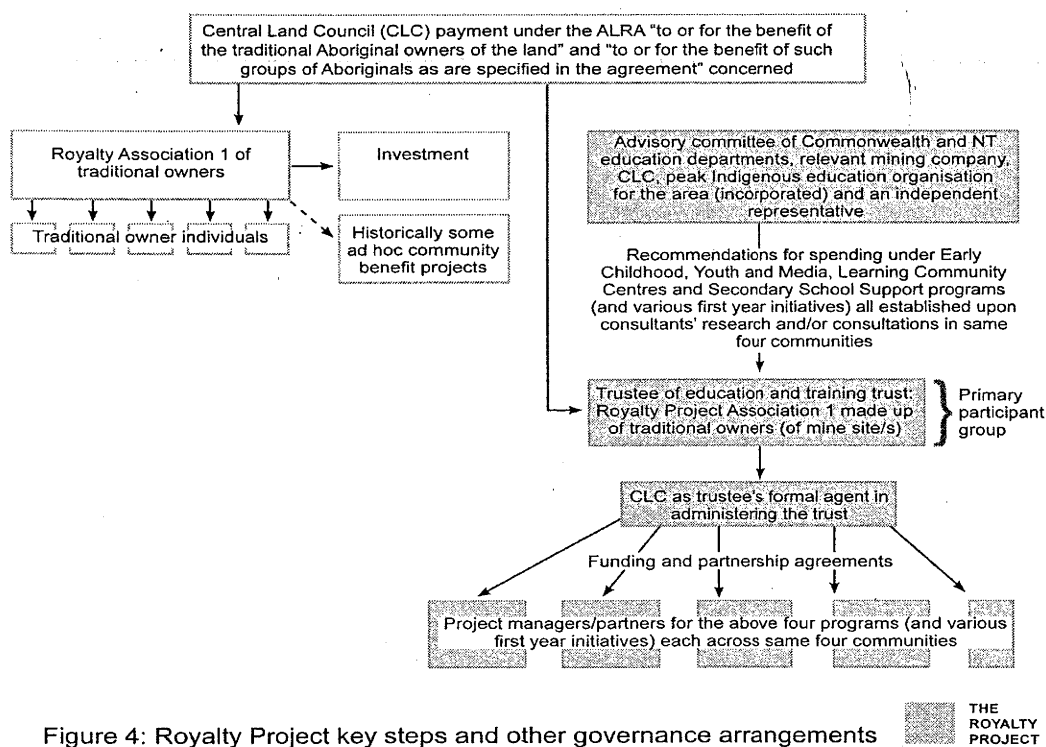 Central Land Council (CLC) payment under the ALRA “to or for the benefit of
the traditional Aboriginal owners of the land” and “to or for the benefit of such
groups of Aboriginals as are specified in the agreement” concerned
Royalty Association 1 of
traditional owners
Investment
Traditional owner individuals
Historically some
ad hoc community
benefit projects
Advisory committee of Commonwealth and NT
education departments, relevant mining company,
CLC, peak Indigenous education organisation
for the area (incorporated) and an independent
representative
Recommendations for spending under Early
Childhood, Youth and Media, Learning Community
Centres and Secondary School Support programs
(and various first year initiatives) all established upon
consultants' research and/or consultations in same
four communities
Trustee of education and training trust:
Royalty Project Association 1 made up
of traditional owners (of mine site/s)
Primary
participant
group
CLC as trustee's formal agent in
administering the trust
Funding and partnership agreements
Project managers/partners for the above four programs (and various
first year initiatives) each across same four communities
Figure 4: Royalty Project key steps and other governance arrangements
THE
ROYALTY
PROJECT